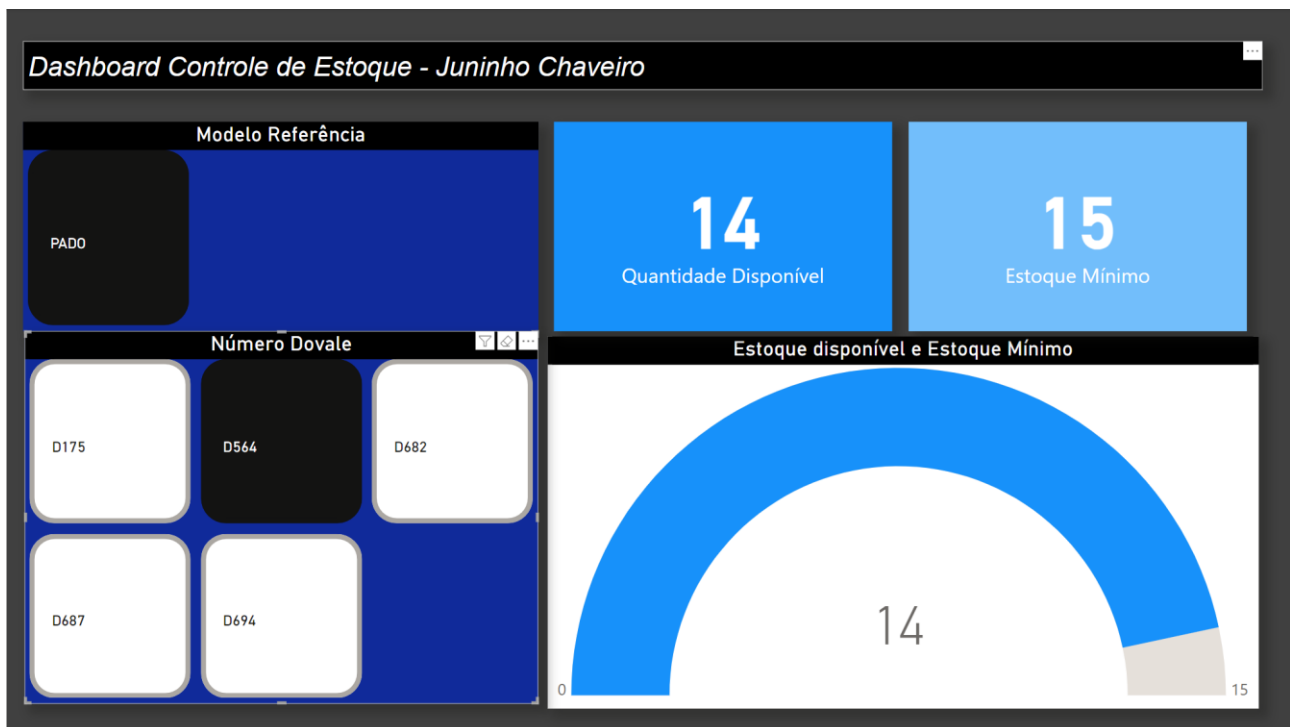 Dashboard Controle de Estoque - Juninho Chaveiro
Modelo Referência
PADO
14
Quantidade Disponível
15
Estoque Mínimo
Número Dovale
D175
D564
D682
D687
D694
Estoque disponível e Estoque Mínimo
14
0
15